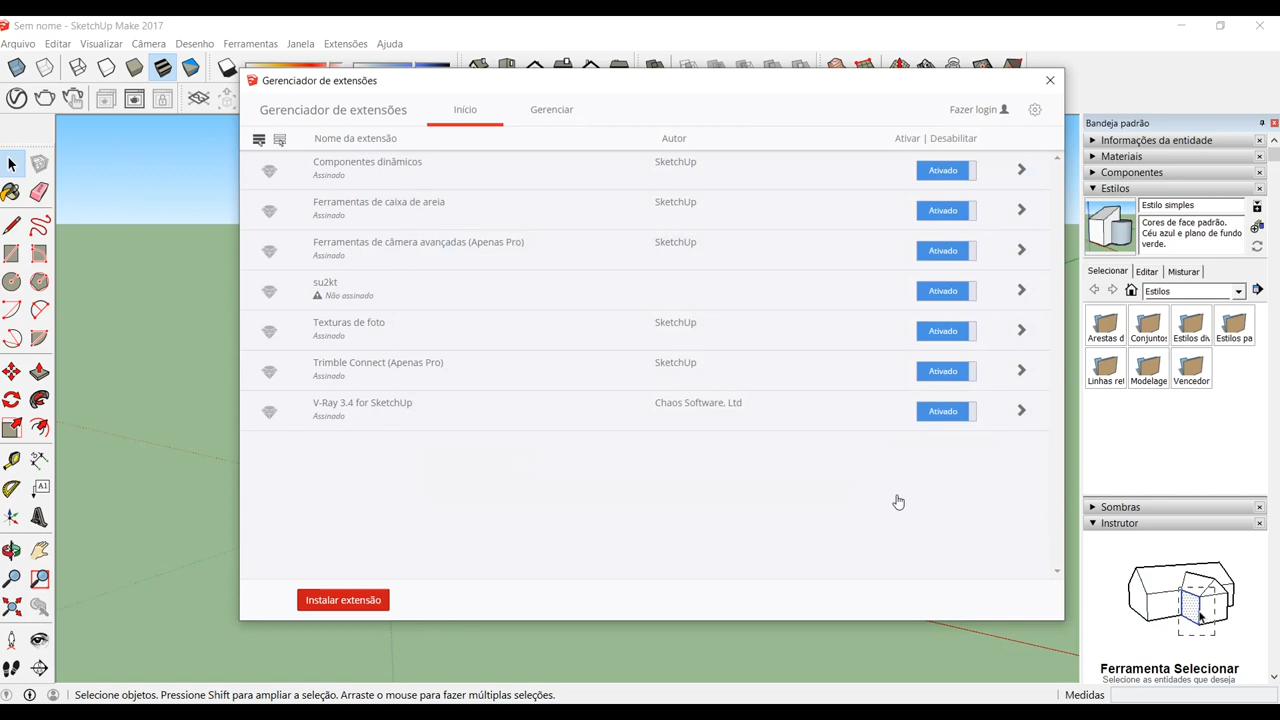 Sem nome - SketchUp Make 2017
Arquivo Editar Visualizar Câmera Desenho Ferramentas Janela Extensões Ajuda
Gerenciador de extensões
Gerenciador de extensões Início Gerenciar Fazer login
Nome da extensão Autor Ativar | Desabilitar
Componentes dinâmicos SketchUp Ativado
Assinado
Ferramentas de caixa de areia SketchUp Ativado
Assinado
Ferramentas de câmera avançadas (Apenas Pro) SketchUp Ativado
Assinado
su2kt Ativado
Não assinado
Texturas de foto SketchUp Ativado
Assinado
Trimble Connect (Apenas Pro) SketchUp Ativado
Assinado
V-Ray 3.4 for SketchUp Chaos Software, Ltd Ativado
Assinado
Instalar extensão
Bandeja padrão
Informações da entidade
Materiais
Componentes
Estilos
Estilo simples
Cores de face padrão.
Céu azul e plano de fundo
verde.
Selecionar Editar Misturar
Estilos
Arestas d Conjuntos Estilos div Estilos pa
Linhas rel Modelage Vencedor
Sombras
Instrutor
Ferramenta Selecionar
Selecione as entidades que deseja
A1
Selecione objetos. Pressione Shift para ampliar a seleção. Arraste o mouse para fazer múltiplas seleções. Medidas